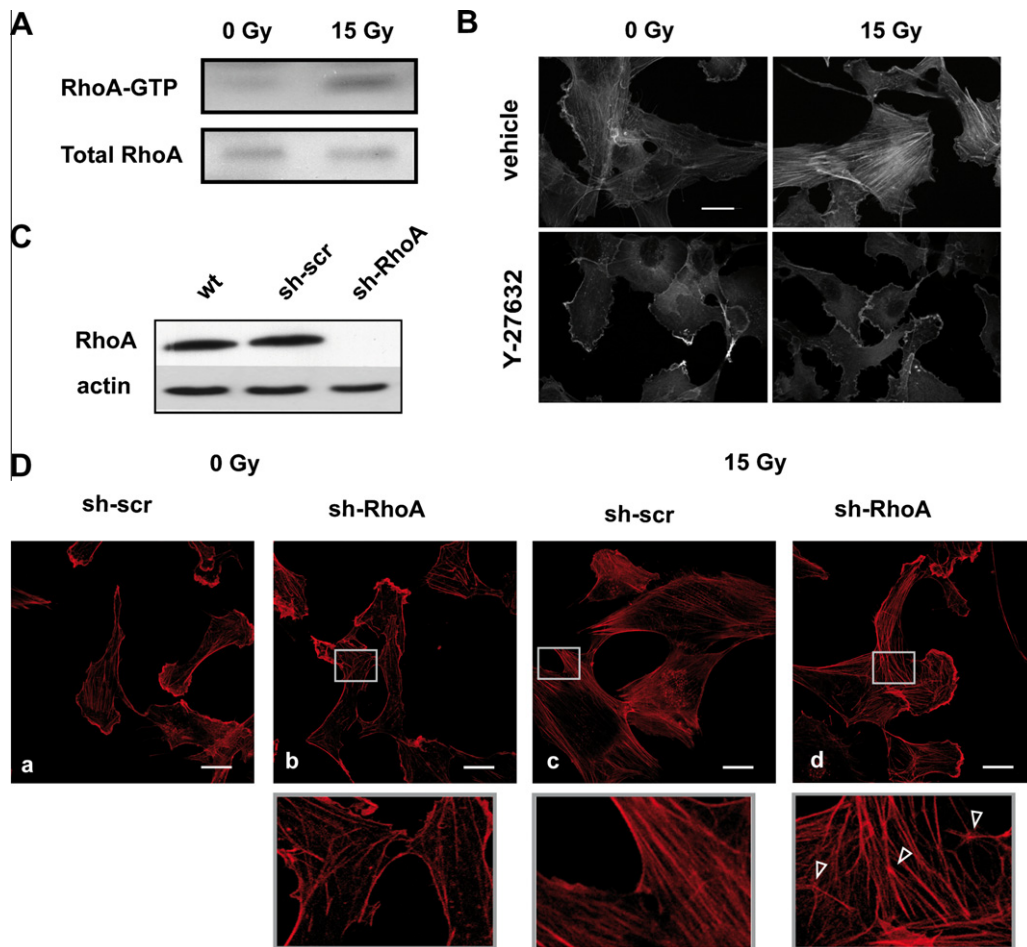 A
0 Gy 15 Gy
RhoA-GTP
Total RhoA
B
0 Gy 15 Gy
vehicle
Y-27632
C
wt sh-scr sh-RhoA
RhoA
actin
D
0 Gy 15 Gy
sh-scr sh-RhoA sh-scr sh-RhoA
a b c d